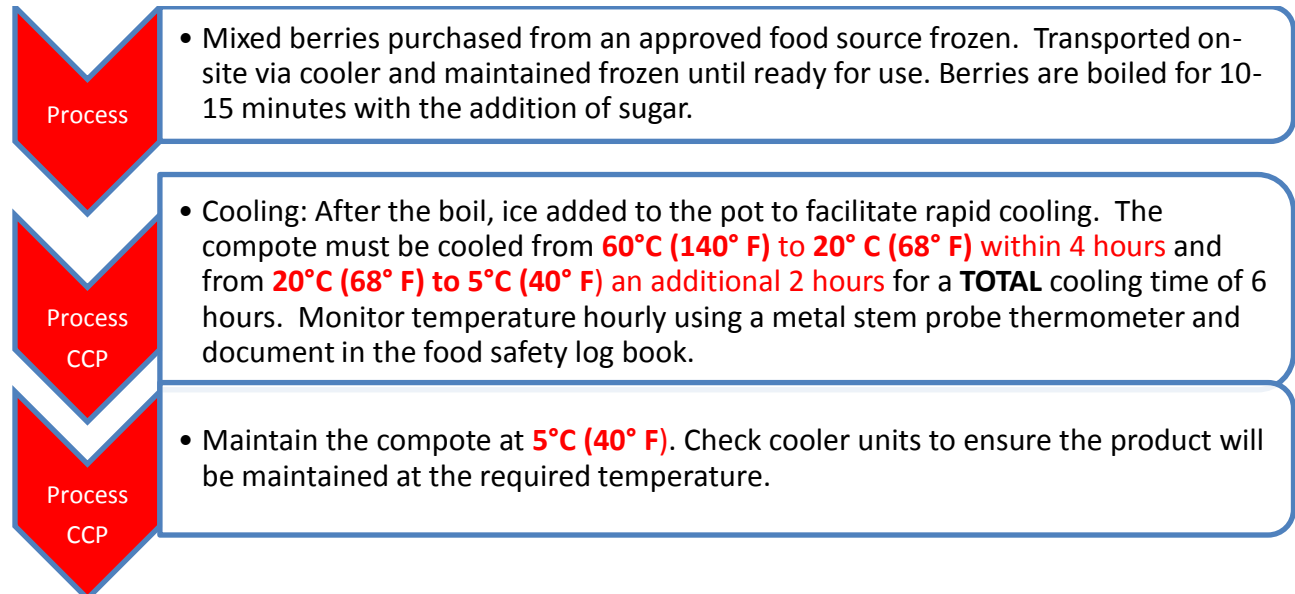 Process
• Mixed berries purchased from an approved food source frozen.  Transported on-
site via cooler and maintained frozen until ready for use. Berries are boiled for 10-
15 minutes with the addition of sugar.
Process
CCP
• Cooling: After the boil, ice added to the pot to facilitate rapid cooling.  The
compote must be cooled from 60°C (140° F) to 20° C (68° F) within 4 hours and
from 20°C (68° F) to 5°C (40° F) an additional 2 hours for a TOTAL cooling time of 6
hours.  Monitor temperature hourly using a metal stem probe thermometer and
document in the food safety log book.
Process
CCP
• Maintain the compote at 5°C (40° F). Check cooler units to ensure the product will
be maintained at the required temperature.